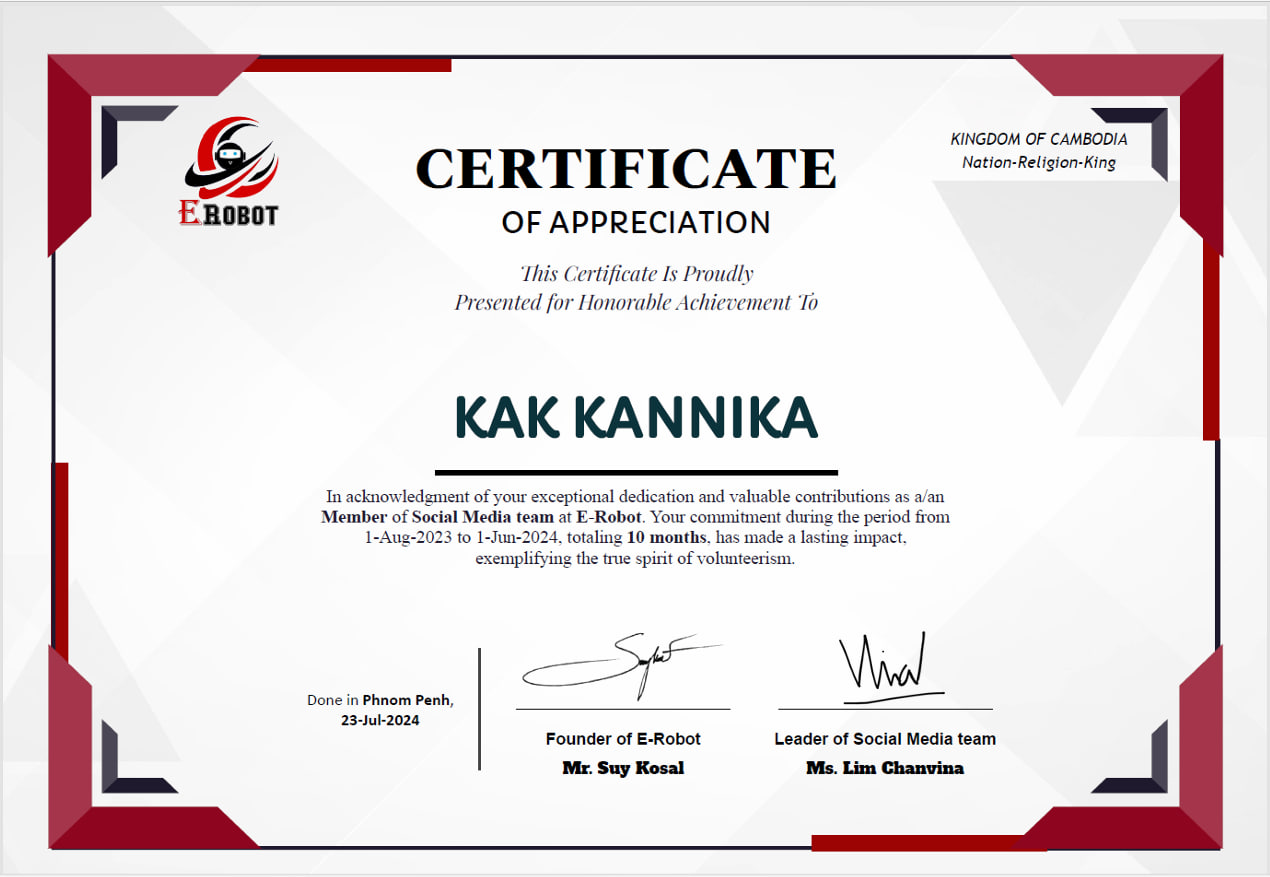 E ROBOT
KINGDOM OF CAMBODIA
Nation-Religion-King
CERTIFICATE
OF APPRECIATION
This Certificate Is Proudly
Presented for Honorable Achievement To
KAK KANNIKA
In acknowledgment of your exceptional dedication and valuable contributions as a/an
Member of Social Media team at E-Robot. Your commitment during the period from
1-Aug-2023 to 1-Jun-2024, totaling 10 months, has made a lasting impact,
exemplifying the true spirit of volunteerism.
Done in Phnom Penh,
23-Jul-2024
Founder of E-Robot
Mr. Suy Kosal
Leader of Social Media team
Ms. Lim Chanvina